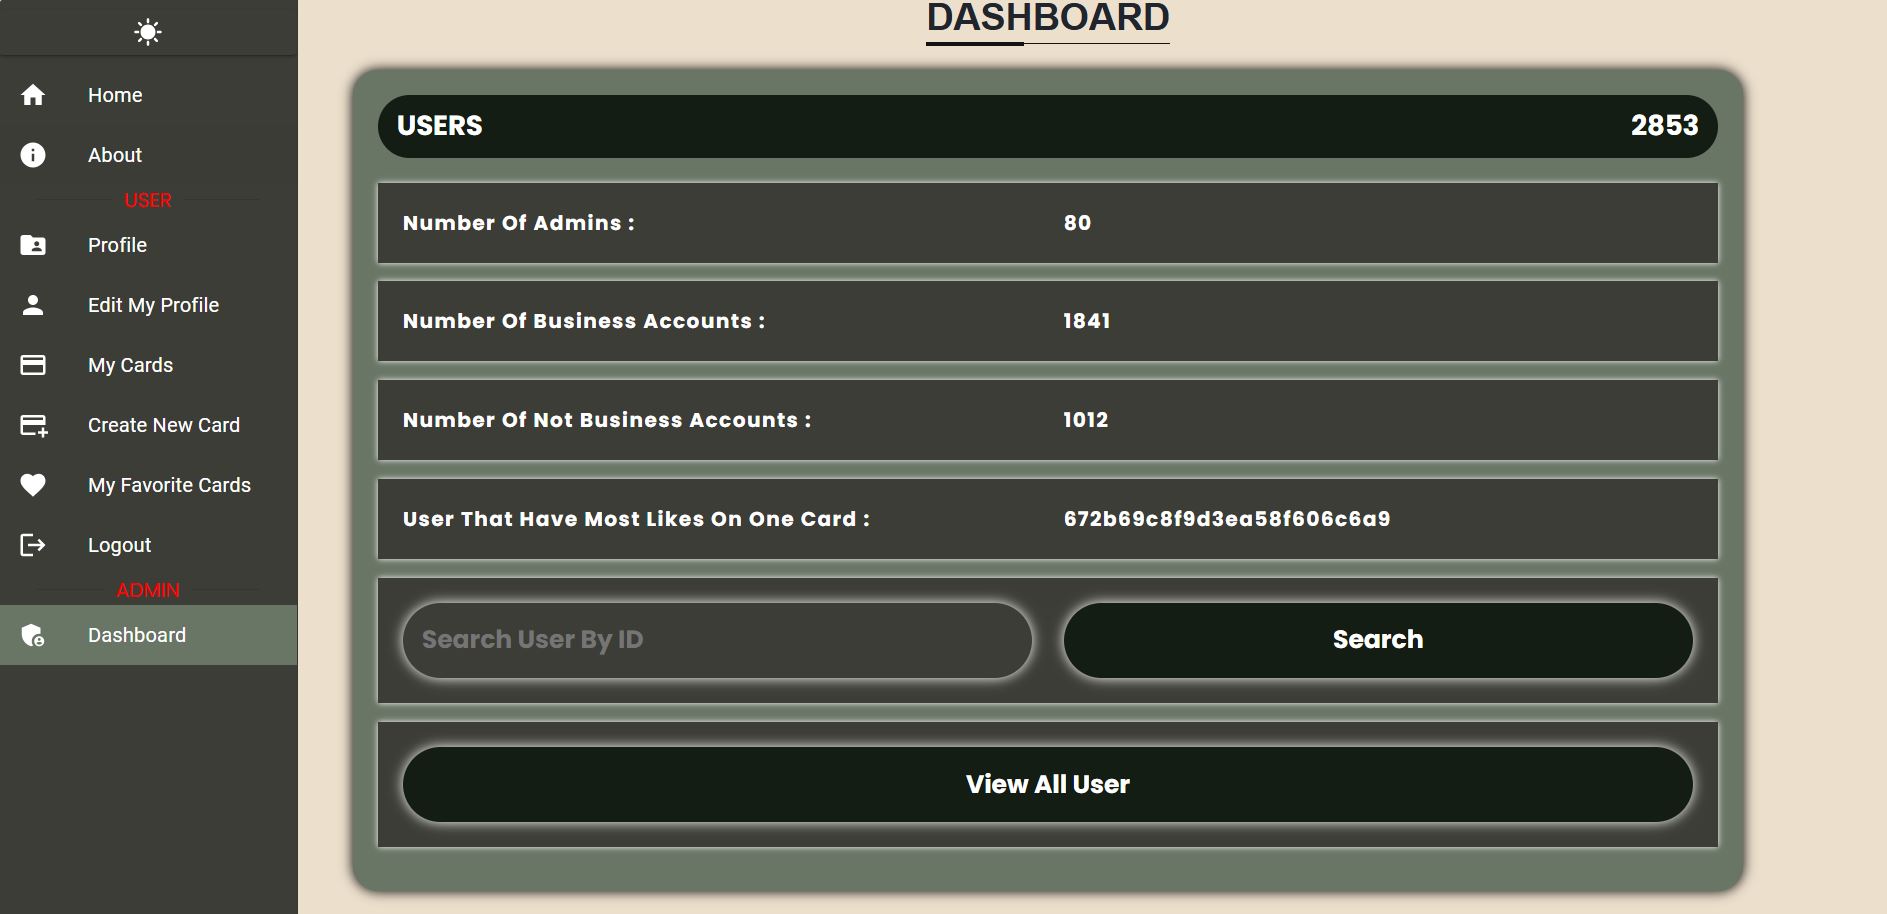 Home
About
USER
Profile
Edit My Profile
My Cards
Create New Card
My Favorite Cards
Logout
ADMIN
Dashboard
DASHBOARD
USERS 2853
Number Of Admins : 80
Number Of Business Accounts : 1841
Number Of Not Business Accounts : 1012
User That Have Most Likes On One Card : 672b69c8f9d3ea58f606c6a9
Search User By ID Search
View All User